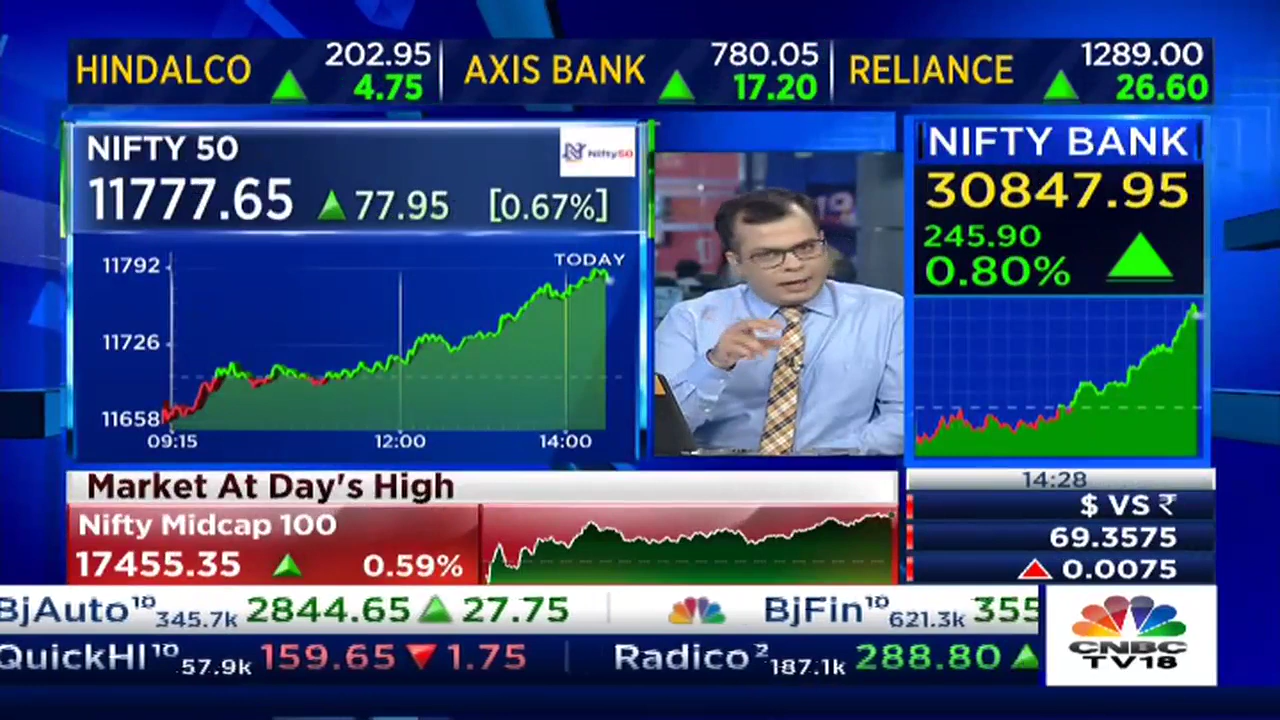 HINDALCO 202.95 4.75
AXIS BANK 780.05 17.20
RELIANCE 1289.00 26.60
NIFTY 50
Nifty50
11777.65 77.95 [0.67%]
TODAY
11792
11726
11658
09:15 12:00 14:00
NIFTY BANK
30847.95
245.90
0.80%
Market At Day's High
Nifty Midcap 100
17455.35 0.59%
14:28
$ VS ₹
69.3575
0.0075
BjAuto10 345.7k 2844.65 27.75 BjFin10 621.3k 355
QuickHl10 57.9k 159.65 1.75 Radico2 187.1k 288.80
CNBC
TV18